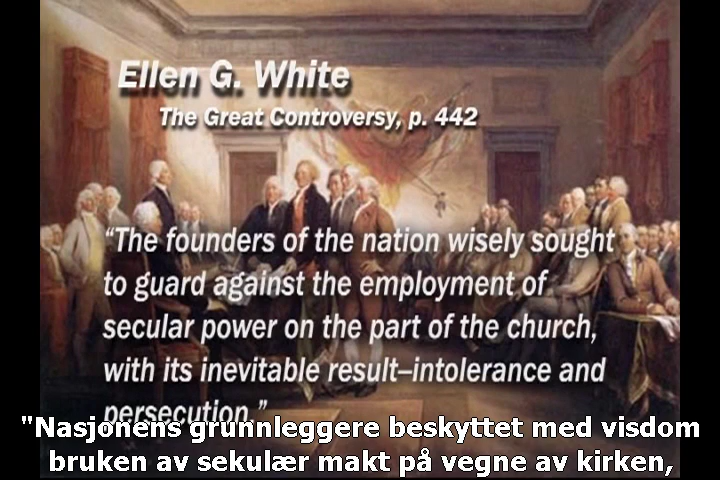 Ellen G. White
The Great Controversy, p. 442
“The founders of the nation wisely sought
to guard against the employment of
secular power on the part of the church,
with its inevitable result–intolerance and
persecution.”
"Nasjonens grunnleggere beskyttet med visdom
bruken av sekulær makt på vegne av kirken,